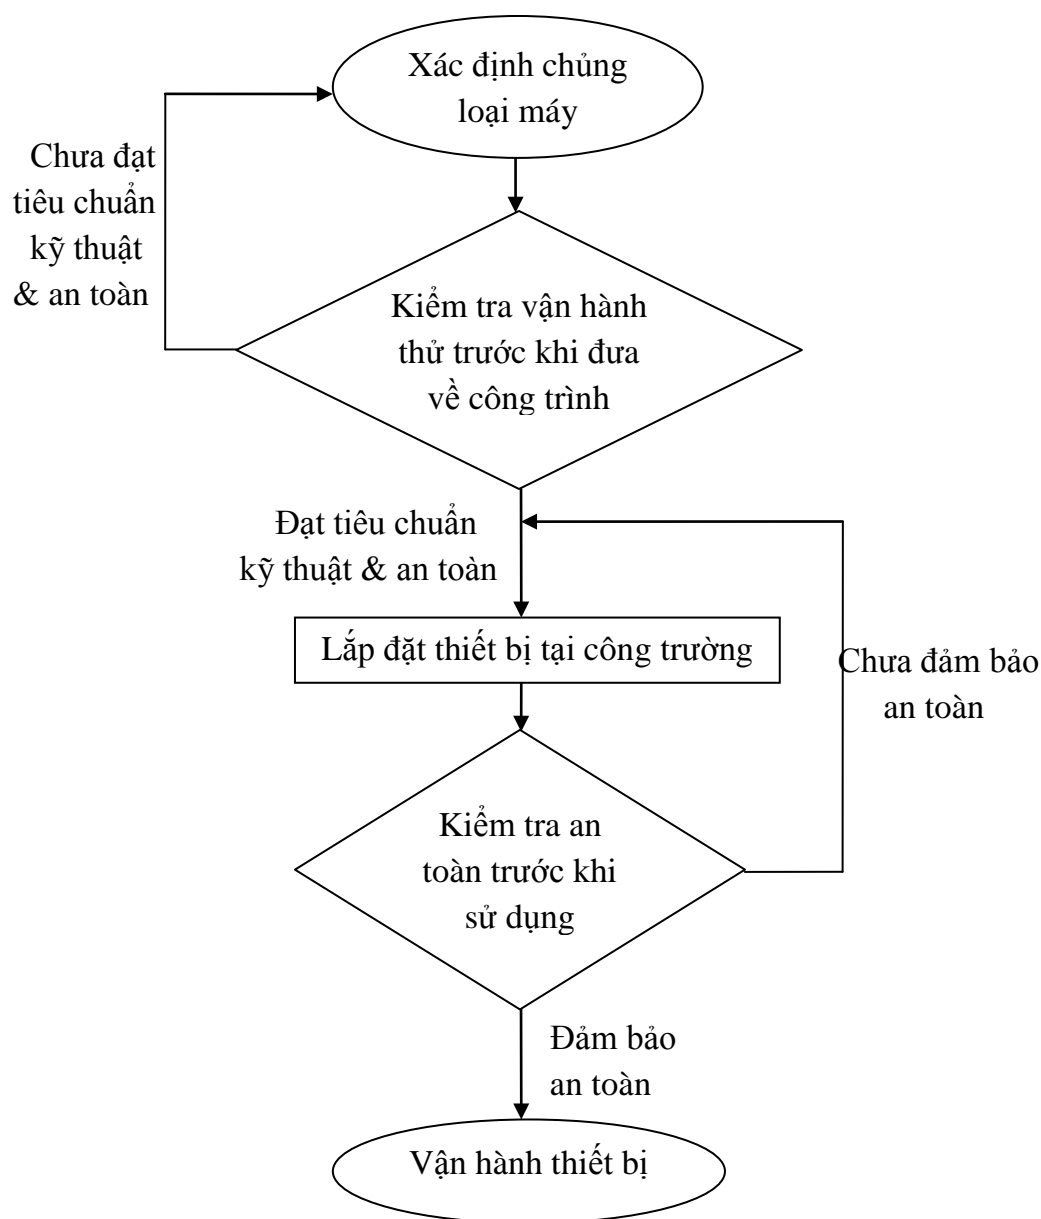 Xác định chủng
loại máy
Chưa đạt
tiêu chuẩn
kỹ thuật
& an toàn
Kiểm tra vận hành
thử trước khi đưa
về công trình
Đạt tiêu chuẩn
kỹ thuật & an toàn
Lắp đặt thiết bị tại công trường
Chưa đảm bảo
an toàn
Kiểm tra an
toàn trước khi
sử dụng
Đảm bảo
an toàn
Vận hành thiết bị